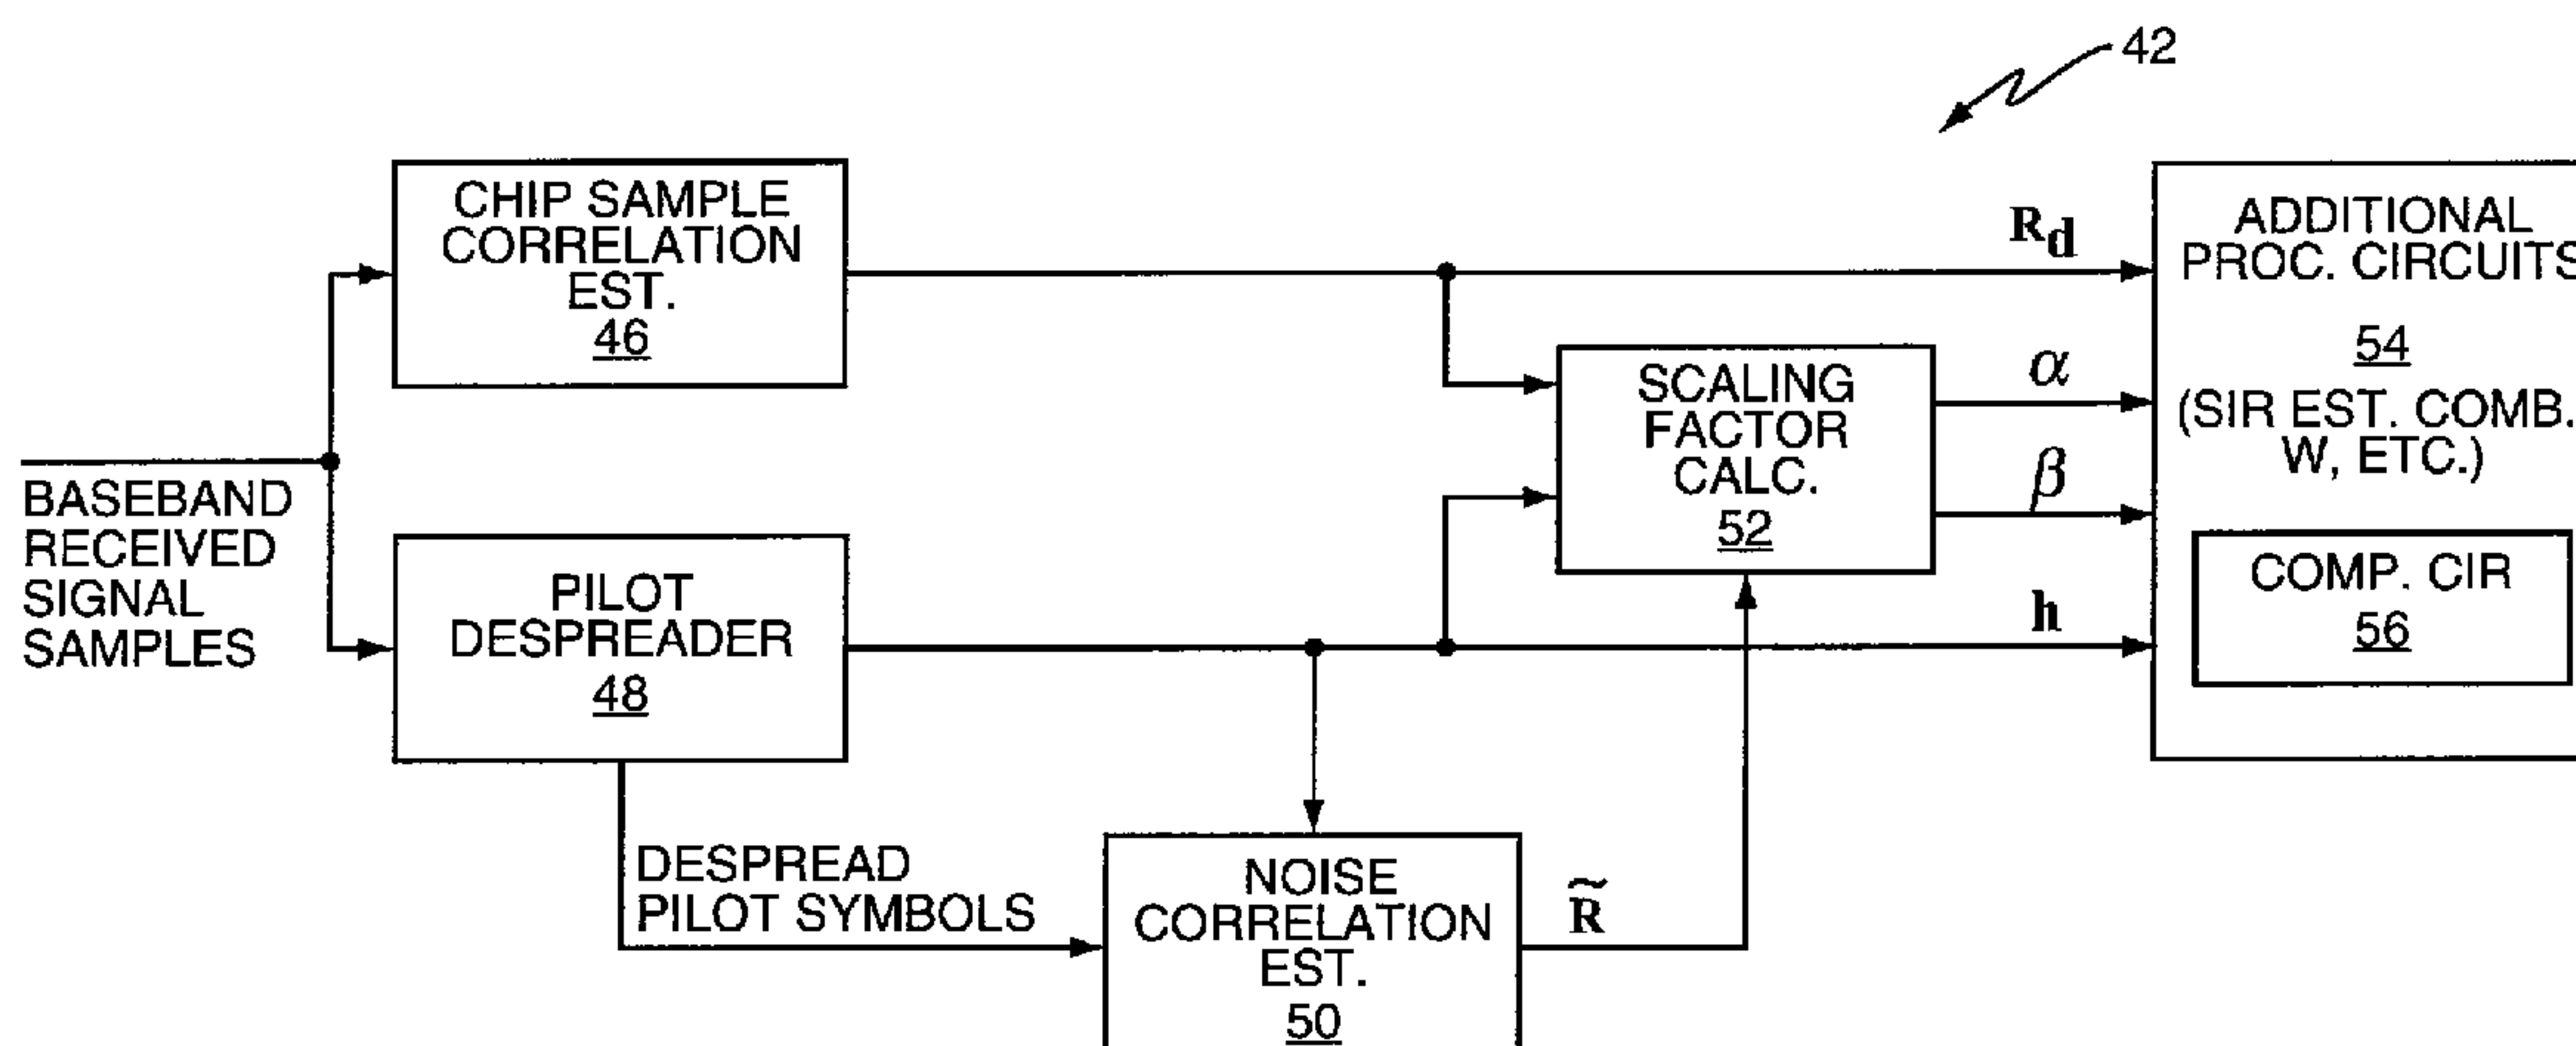 42
CHIP SAMPLE
CORRELATION
EST.
46
R_d
ADDITIONAL
PROC. CIRCUITS
54
(SIR EST. COMB.
W, ETC.)
SCALING
FACTOR
CALC.
52
α
β
BASEBAND
RECEIVED
SIGNAL
SAMPLES
PILOT
DESPREADER
48
h
COMP. CIR
56
DESPREAD
PILOT SYMBOLS
NOISE
CORRELATION
EST.
50
R̃